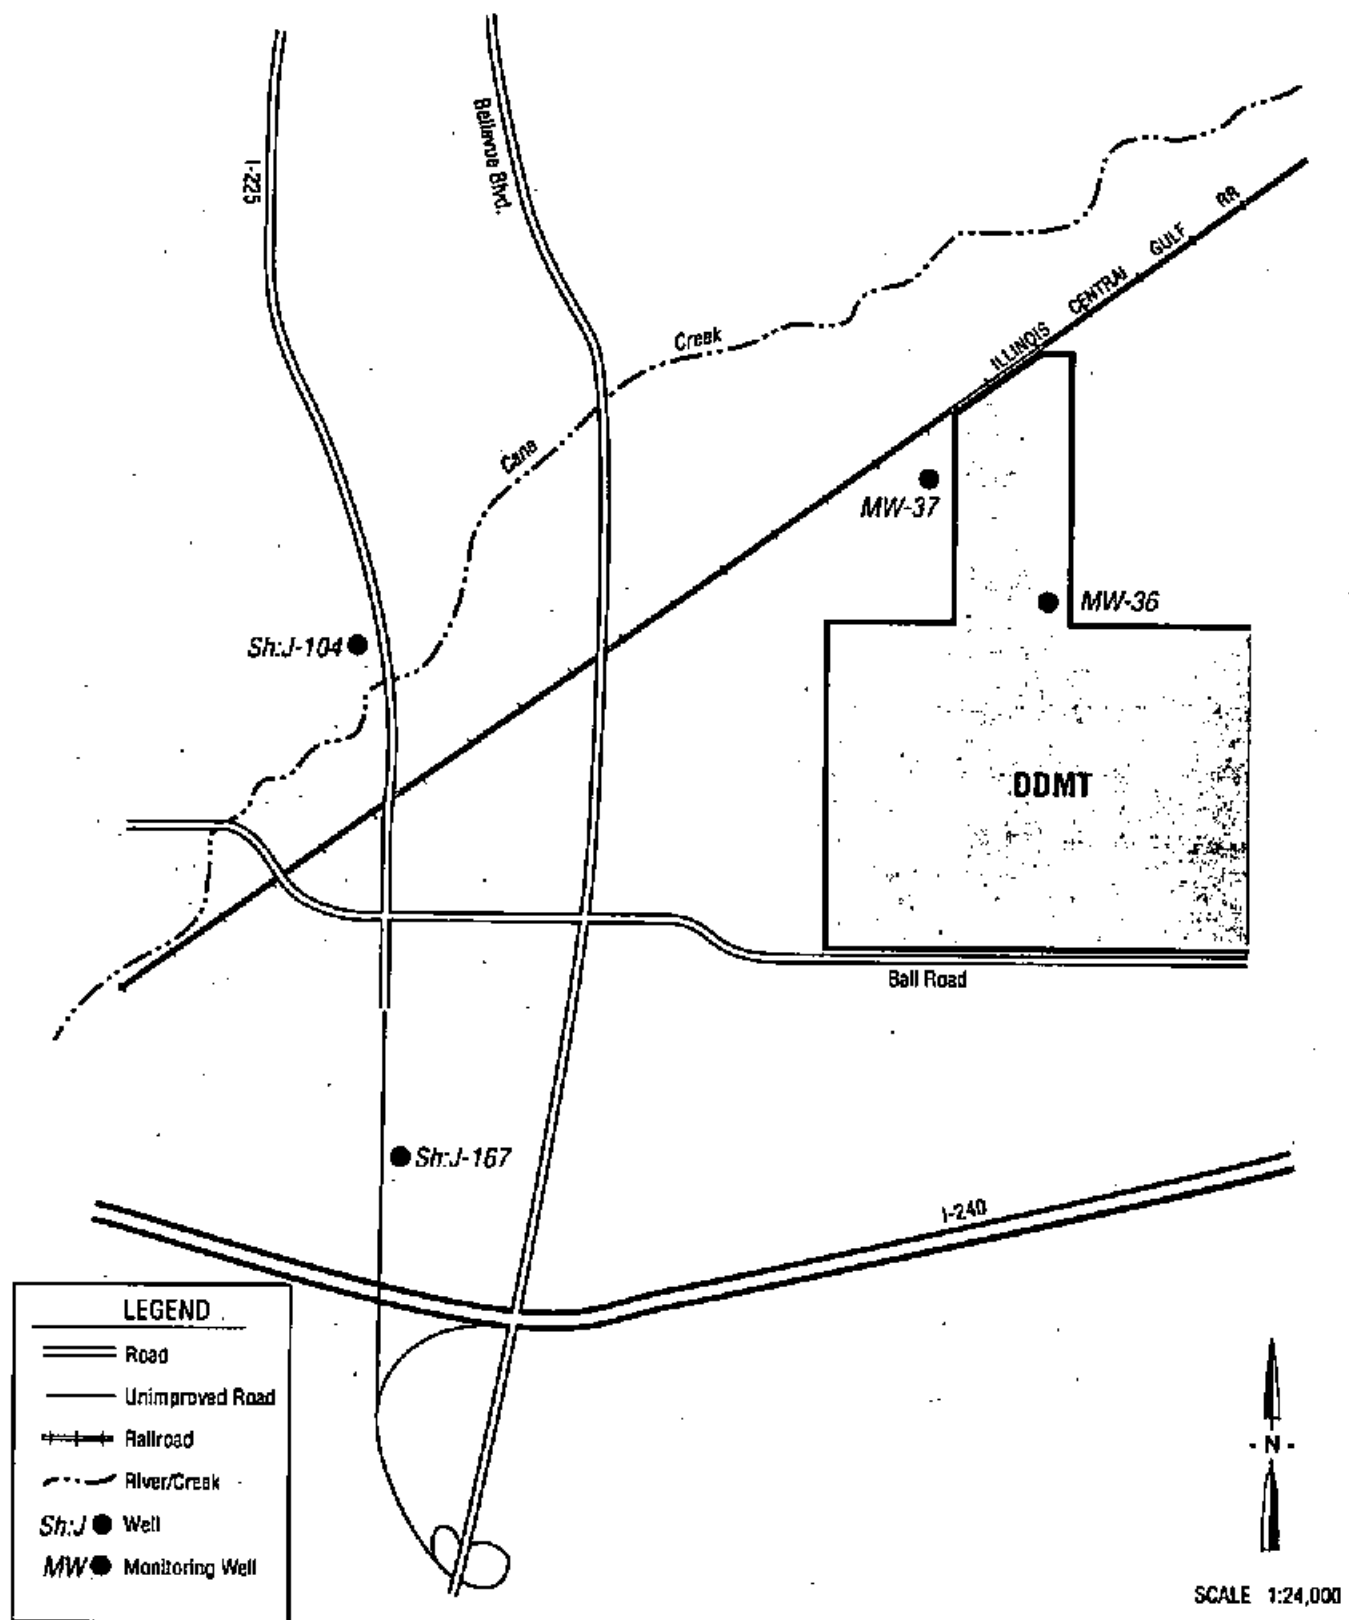 I-225
Bellevue Blvd.
Creek
Cane
ILLINOIS CENTRAL GULF RR
MW-37
MW-36
Sh:J-104
DDMT
Ball Road
Sh:J-167
I-240
LEGEND
Road
Unimproved Road
Railroad
River/Creek
Sh:J Well
MW Monitoring Well
N
SCALE 1:24,000